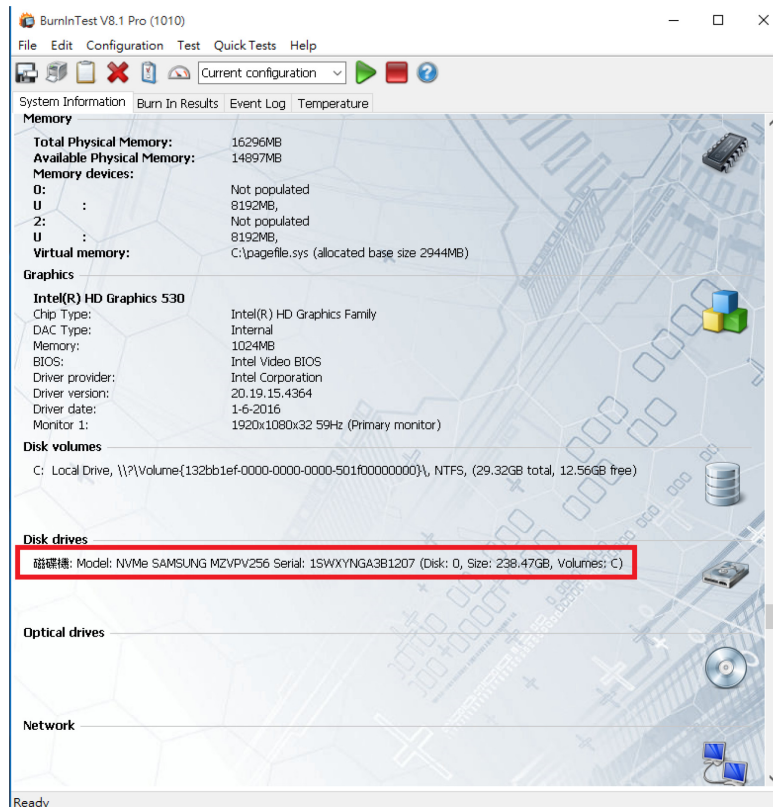 BurnInTest V8.1 Pro (1010)
File Edit Configuration Test Quick Tests Help
Current configuration
System Information Burn In Results Event Log Temperature
Memory
Total Physical Memory: 16296MB
Available Physical Memory: 14897MB
Memory devices:
0: Not populated
U : 8192MB,
2: Not populated
U : 8192MB,
Virtual memory: C:\pagefile.sys (allocated base size 2944MB)
Graphics
Intel(R) HD Graphics 530
Chip Type: Intel(R) HD Graphics Family
DAC Type: Internal
Memory: 1024MB
BIOS: Intel Video BIOS
Driver provider: Intel Corporation
Driver version: 20.19.15.4364
Driver date: 1-6-2016
Monitor 1: 1920x1080x32 59Hz (Primary monitor)
Disk volumes
C: Local Drive, \\?\Volume{132bb1ef-0000-0000-0000-501f00000000}\, NTFS, (29.32GB total, 12.56GB free)
Disk drives
磁碟機: Model: NVMe SAMSUNG MZVPV256 Serial: 1SWXYNGA3B1207 (Disk: 0, Size: 238.47GB, Volumes: C)
Optical drives
Network
Ready